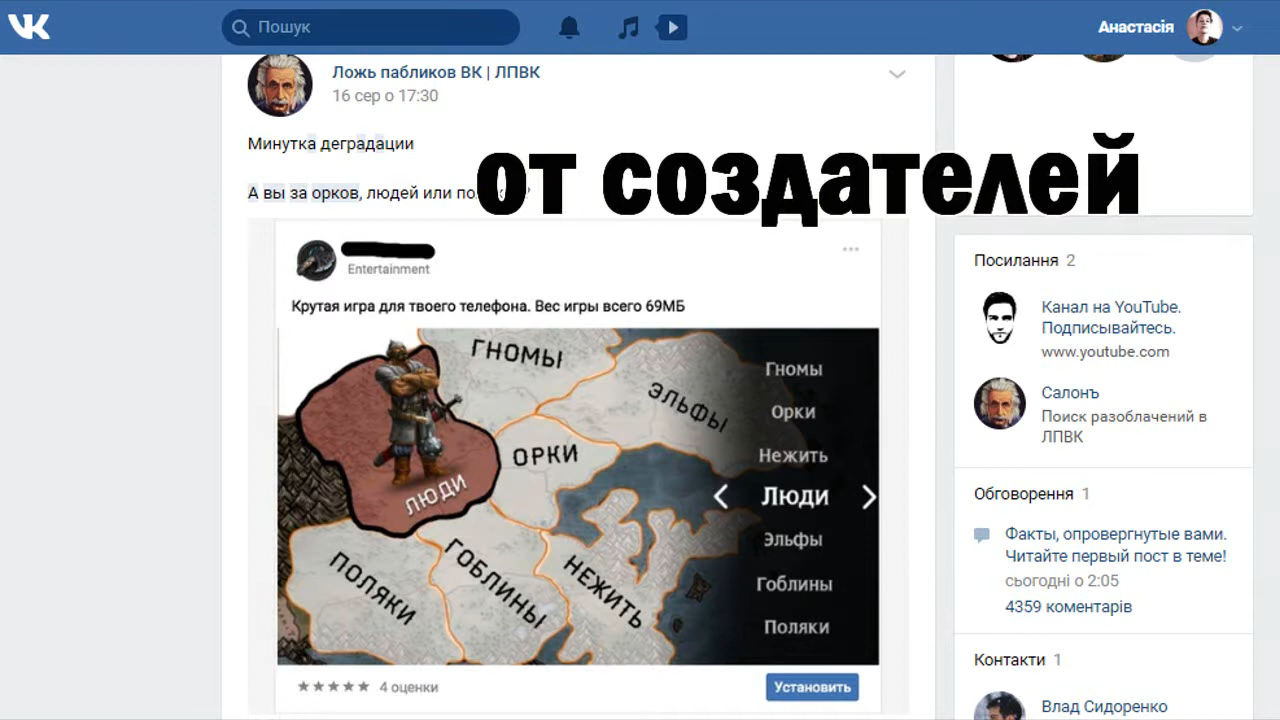 Пошук
Анастасія
Ложь пабликов ВК | ЛПВК
16 сер о 17:30
Минутка деградации
от создателей
А вы за орков, людей или
Entertainment
Крутая игра для твоего телефона. Вес игры всего 69МБ
ГНОМЫ
ЭЛЬФЫ
ОРКИ
ЛЮДИ
ПОЛЯКИ
ГОБЛИНЫ
НЕЖИТЬ
Гномы
Орки
Нежить
Люди
Эльфы
Гоблины
Поляки
4 оценки
Установить
Посилання 2
Канал на YouTube.
Подписывайтесь.
www.youtube.com
Салонъ
Поиск разоблачений в
ЛПВК
Обговорення 1
Факты, опровергнутые вами.
Читайте первый пост в теме!
сьогодні о 2:05
4359 коментарів
Контакти 1
Влад Сидоренко